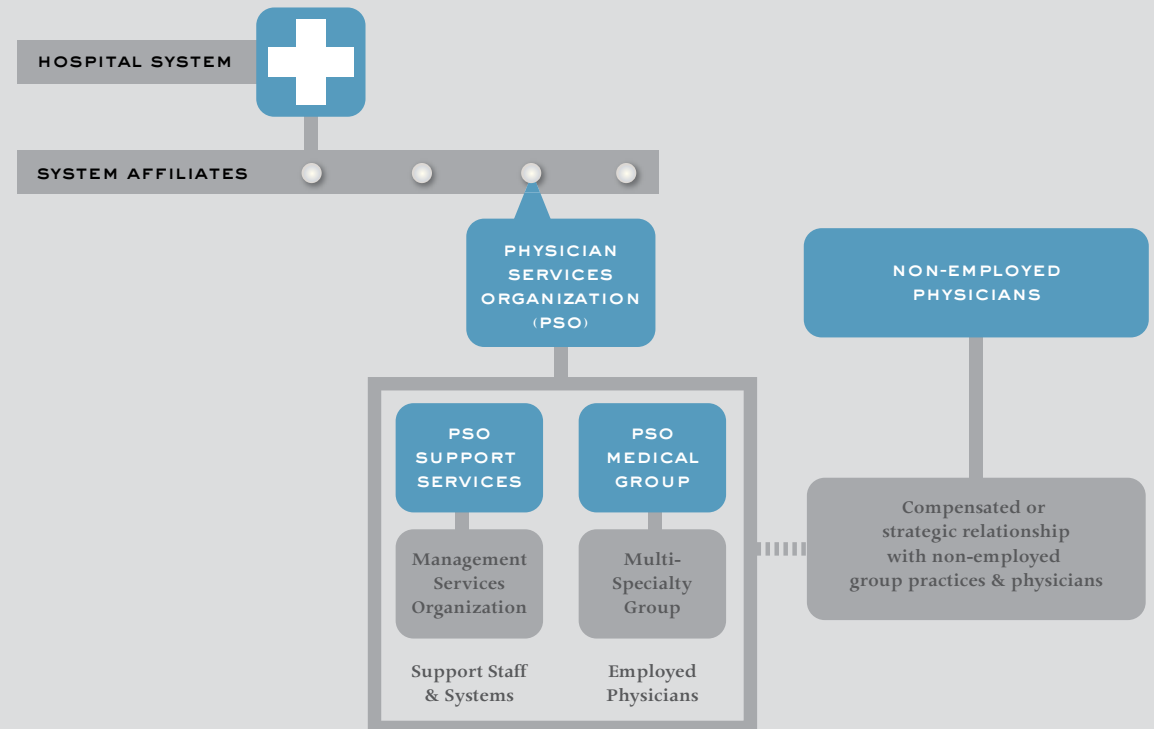 HOSPITAL SYSTEM
SYSTEM AFFILIATES
PHYSICIAN
SERVICES
ORGANIZATION
(PSO)
NON-EMPLOYED
PHYSICIANS
PSO
SUPPORT
SERVICES
PSO
MEDICAL
GROUP
Management
Services
Organization
Multi-
Specialty
Group
Compensated or
strategic relationship
with non-employed
group practices & physicians
Support Staff
& Systems
Employed
Physicians